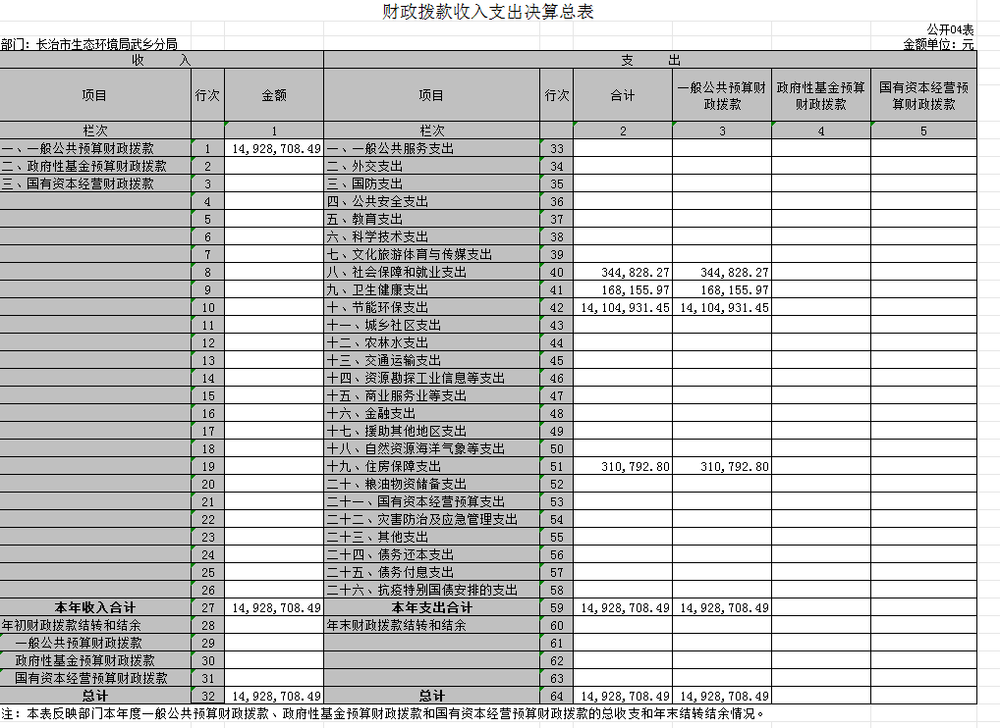 财政拨款收入支出决算总表
公开04表
部门：长治市生态环境局武乡分局 金额单位：元
收 入 支 出
项目 行次 金额 项目 行次 合计 一般公共预算财政拨款 政府性基金预算财政拨款 国有资本经营预算财政拨款
栏次 1 栏次 2 3 4 5
一、一般公共预算财政拨款 1 14,928,708.49 一、一般公共服务支出 33
二、政府性基金预算财政拨款 2 二、外交支出 34
三、国有资本经营财政拨款 3 三、国防支出 35
4 四、公共安全支出 36
5 五、教育支出 37
6 六、科学技术支出 38
7 七、文化旅游体育与传媒支出 39
8 八、社会保障和就业支出 40 344,828.27 344,828.27
9 九、卫生健康支出 41 168,155.97 168,155.97
10 十、节能环保支出 42 14,104,931.45 14,104,931.45
11 十一、城乡社区支出 43
12 十二、农林水支出 44
13 十三、交通运输支出 45
14 十四、资源勘探工业信息等支出 46
15 十五、商业服务业等支出 47
16 十六、金融支出 48
17 十七、援助其他地区支出 49
18 十八、自然资源海洋气象等支出 50
19 十九、住房保障支出 51 310,792.80 310,792.80
20 二十、粮油物资储备支出 52
21 二十一、国有资本经营预算支出 53
22 二十二、灾害防治及应急管理支出 54
23 二十三、其他支出 55
24 二十四、债务还本支出 56
25 二十五、债务付息支出 57
26 二十六、抗疫特别国债安排的支出 58
本年收入合计 27 14,928,708.49 本年支出合计 59 14,928,708.49 14,928,708.49
年初财政拨款结转和结余 28 年末财政拨款结转和结余 60
一般公共预算财政拨款 29 61
政府性基金预算财政拨款 30 62
国有资本经营预算财政拨款 31 63
总计 32 14,928,708.49 总计 64 14,928,708.49 14,928,708.49
注：本表反映部门本年度一般公共预算财政拨款、政府性基金预算财政拨款和国有资本经营预算财政拨款的总收支和年末结转结余情况。